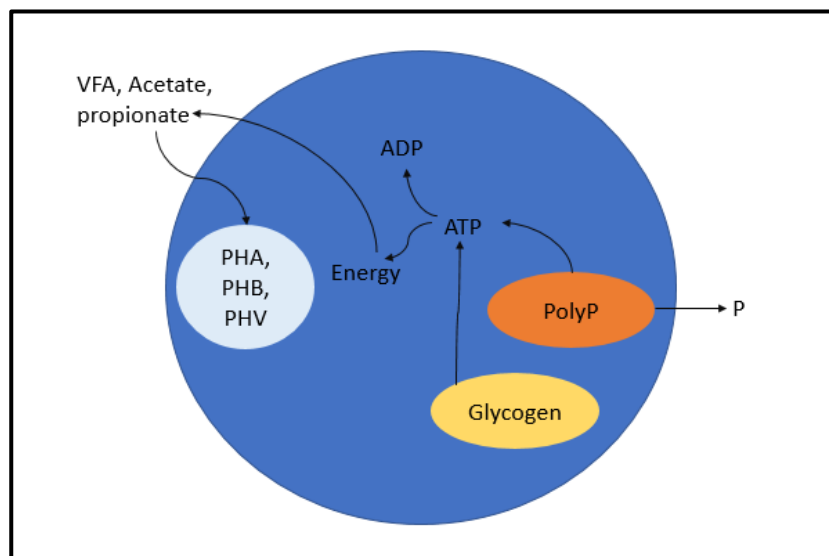 VFA, Acetate,
propionate
ADP
ATP
Energy
PHA,
PHB,
PHV
PolyP
P
Glycogen